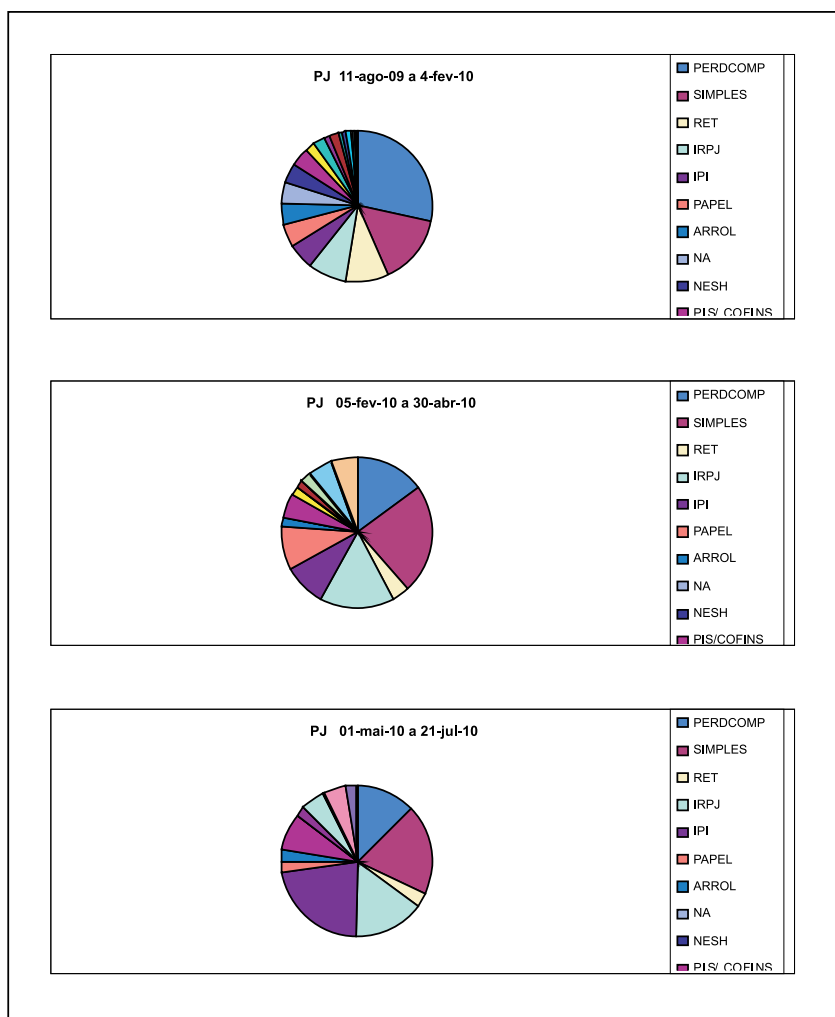 PJ 11-ago-09 a 4-fev-10
PERDCOMP
SIMPLES
RET
IRPJ
IPI
PAPEL
ARROL
NA
NESH
PIS/ COFINS
PJ 05-fev-10 a 30-abr-10
PERDCOMP
SIMPLES
RET
IRPJ
IPI
PAPEL
ARROL
NA
NESH
PIS/COFINS
PJ 01-mai-10 a 21-jul-10
PERDCOMP
SIMPLES
RET
IRPJ
IPI
PAPEL
ARROL
NA
NESH
PIS/ COFINS